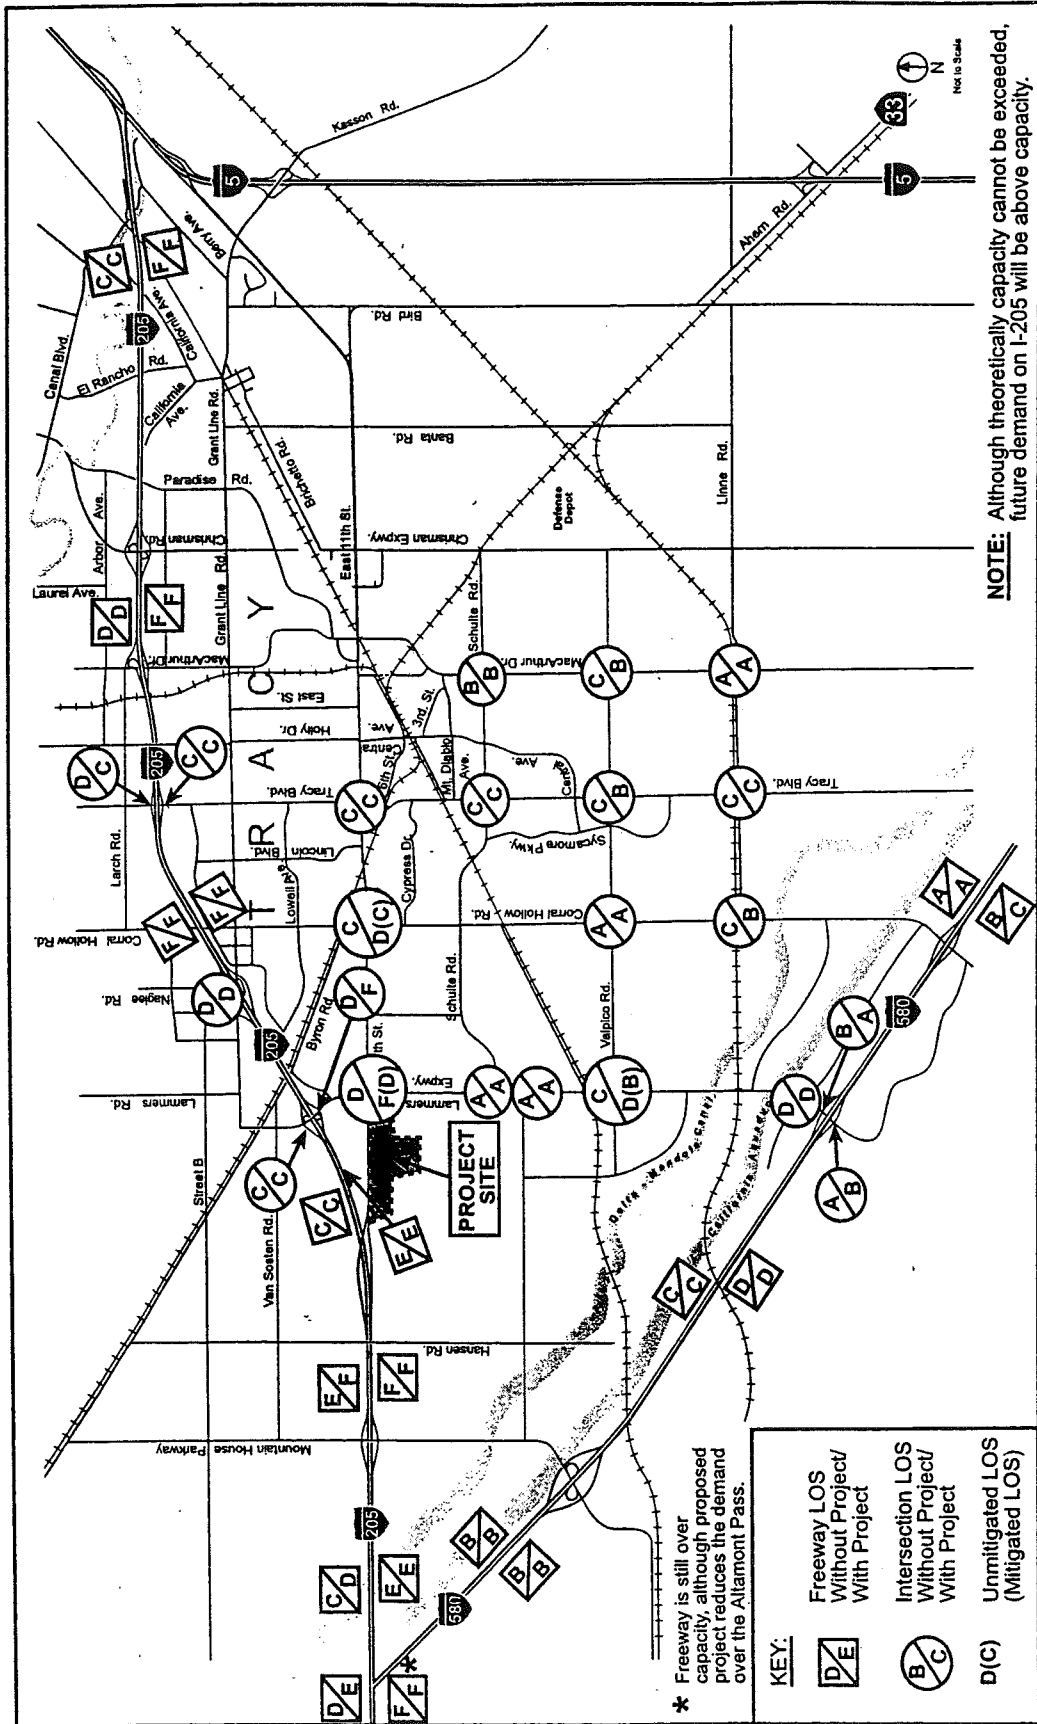 Kasson Rd.
5
Canal Blvd.
El Rancho Rd.
205
California Ave.
California Ave.
Berry Ave.
C/C
F/F
Bird Rd.
Ahern Rd.
5
33
N
Not to Scale
Arbor Ave.
Paradise Rd.
Grant Line Rd.
Brichetto Rd.
Banta Rd.
Linne Rd.
Defense
Depot
Laurel Ave.
Chrisman Rd.
Grant Line Rd.
East 11th St.
Chrisman Expwy.
D/D
F/F
MacArthur Dr.
East St.
Holly Dr.
Central Ave.
3rd. St.
Schulte Rd.
MacArthur Dr.
B/B
C/B
A/A
TRACY
D/C
C/C
205
Larch Rd.
Tracy Blvd.
Lincoln Blvd.
Lowell Ave.
6th St.
Mt. Diablo
Ave.
Canal
Ave.
Sycamore Pkwy.
Tracy Blvd.
Cypress Dr.
C/C
C/C
C/B
C/C
Corral Hollow Rd.
F/F
F/F
C/D(C)
Corral Hollow Rd.
A/A
C/B
A/A
B/C
Naglee Rd.
D/D
205
Byron Rd.
D/F
Schulte Rd.
Valpico Rd.
Lammers Rd.
D/F(D)
th St.
Lammers Expwy.
A/A
A/A
C/D(B)
D/D
B/A
580
A/B
Street B
Van Sosten Rd.
C/C
C/C
E/E
PROJECT
SITE
Delta - Mendota Canal
California Aqueduct
C/C
D/D
Hansen Rd.
E/F
F/F
Mountain House Parkway
205
C/D
E/E
580
B/B
B/B
D/E
F/F*
* Freeway is still over
capacity, although proposed
project reduces the demand
over the Altamont Pass.
KEY:
D/E
Freeway LOS
Without Project/
With Project
B/C
Intersection LOS
Without Project/
With Project
D(C)
Unmitigated LOS
(Mitigated LOS)
NOTE: Although theoretically capacity cannot be exceeded,
future demand on I-205 will be above capacity.